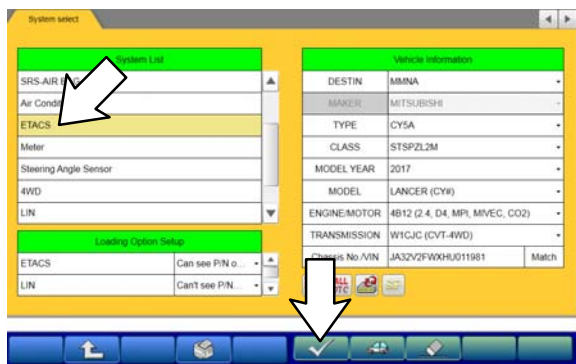 System select
System List
SRS-AIR
Air Condit
ETACS
Meter
Steering Angle Sensor
4WD
LIN
Loading Option Setup
ETACS Can see P/N o...
LIN Can't see P/N...
Vehicle Information
DESTIN MMNA
MAKER MITSUBISHI
TYPE CY5A
CLASS STSPZL2M
MODEL YEAR 2017
MODEL LANCER (CY#)
ENGINE/MOTOR 4B12 (2.4, D4, MPI, MIVEC, CO2)
TRANSMISSION W1CJC (CVT-4WD)
Chassis No./VIN JA32V2FWXHU011981 Match